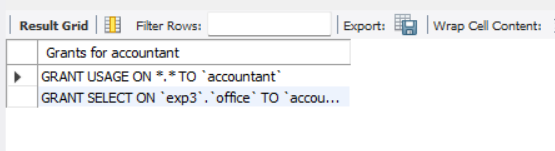 Result Grid Filter Rows: Export: Wrap Cell Content:
Grants for accountant
GRANT USAGE ON *.* TO `accountant`
GRANT SELECT ON `exp3`.`office` TO `accou...